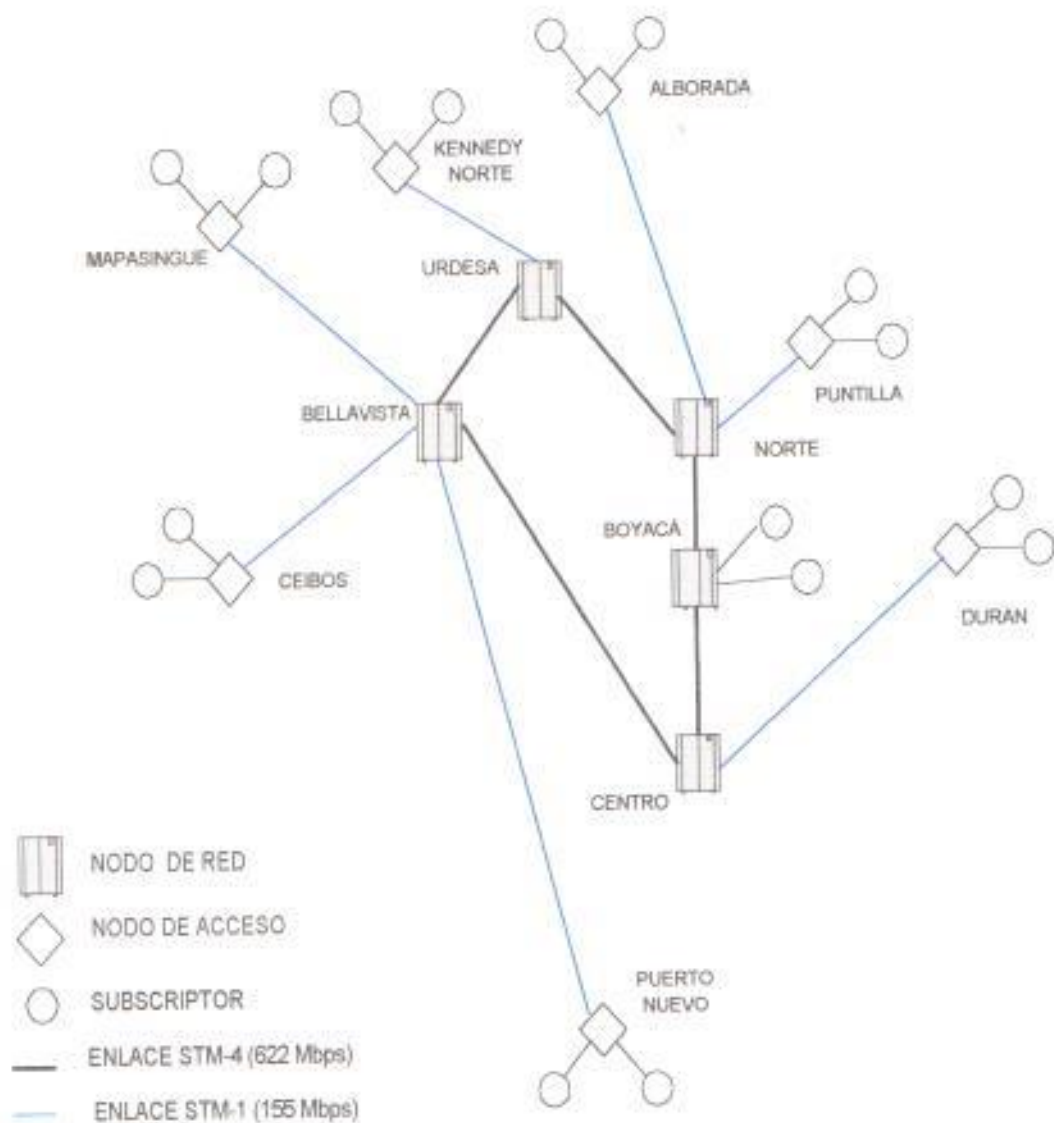 ALBORADA
KENNEDY
NORTE
MAPASINGUE
URDESA
PUNTILLA
BELLAVISTA
NORTE
BOYACÁ
CEIBOS
DURAN
CENTRO
NODO DE RED
NODO DE ACCESO
PUERTO
NUEVO
SUBSCRIPTOR
ENLACE STM-4 (622 Mbps)
ENLACE STM-1 (155 Mbps)